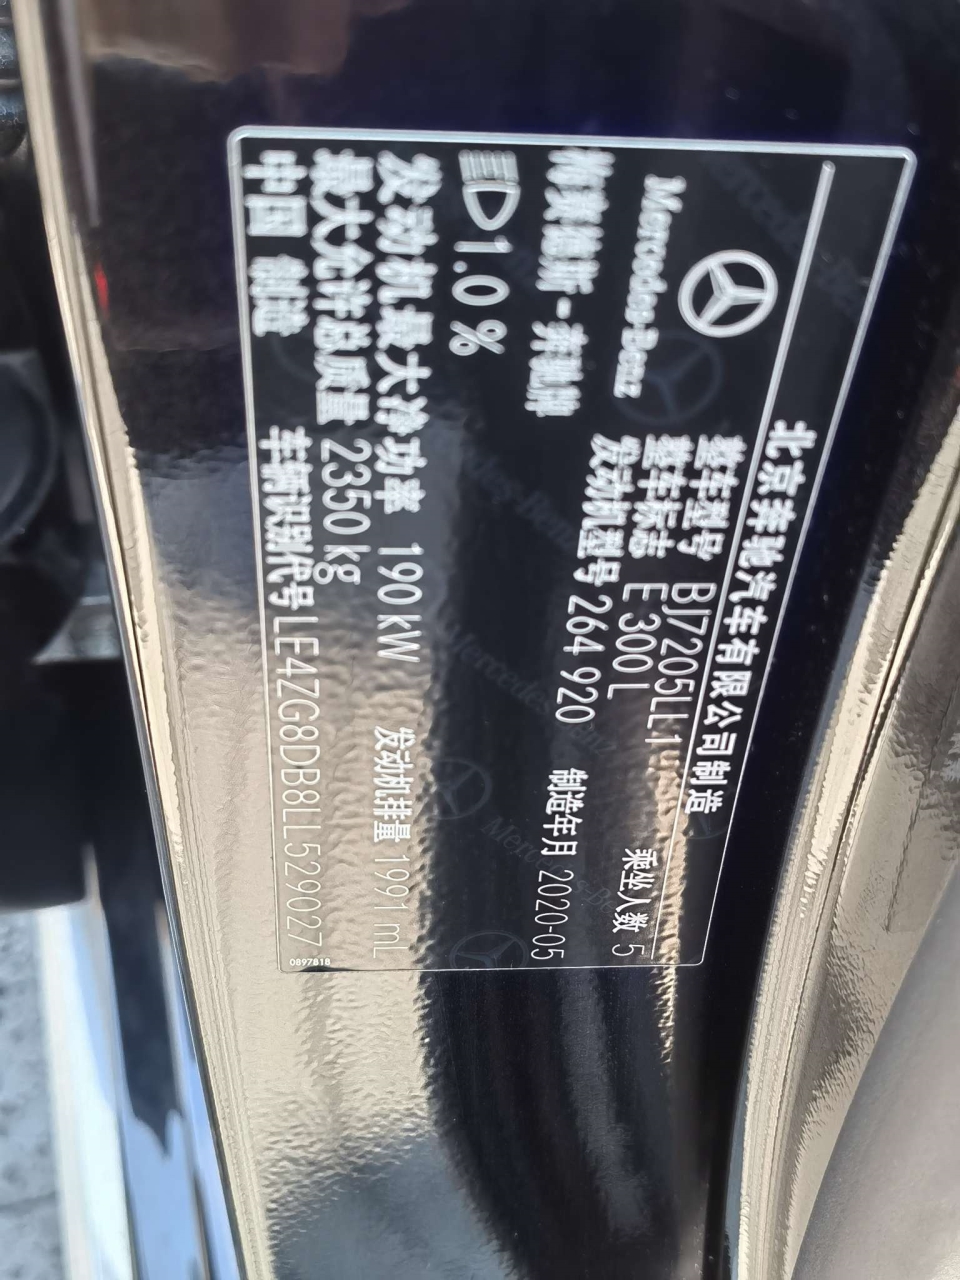 北京奔驰汽车有限公司制造
Mercedes-Benz
整车型号 BJ7205LL1
整车标志 E 300 L 乘坐人数 5
梅赛德斯-奔驰牌
发动机型号 264 920 制造年月 2020-05
1.0 %
发动机最大净功率 190 kW 发动机排量 1991 mL
最大允许总质量 2350 kg
中国 制造 车辆识别代号 LE4ZG8DB8LL529027
0897818